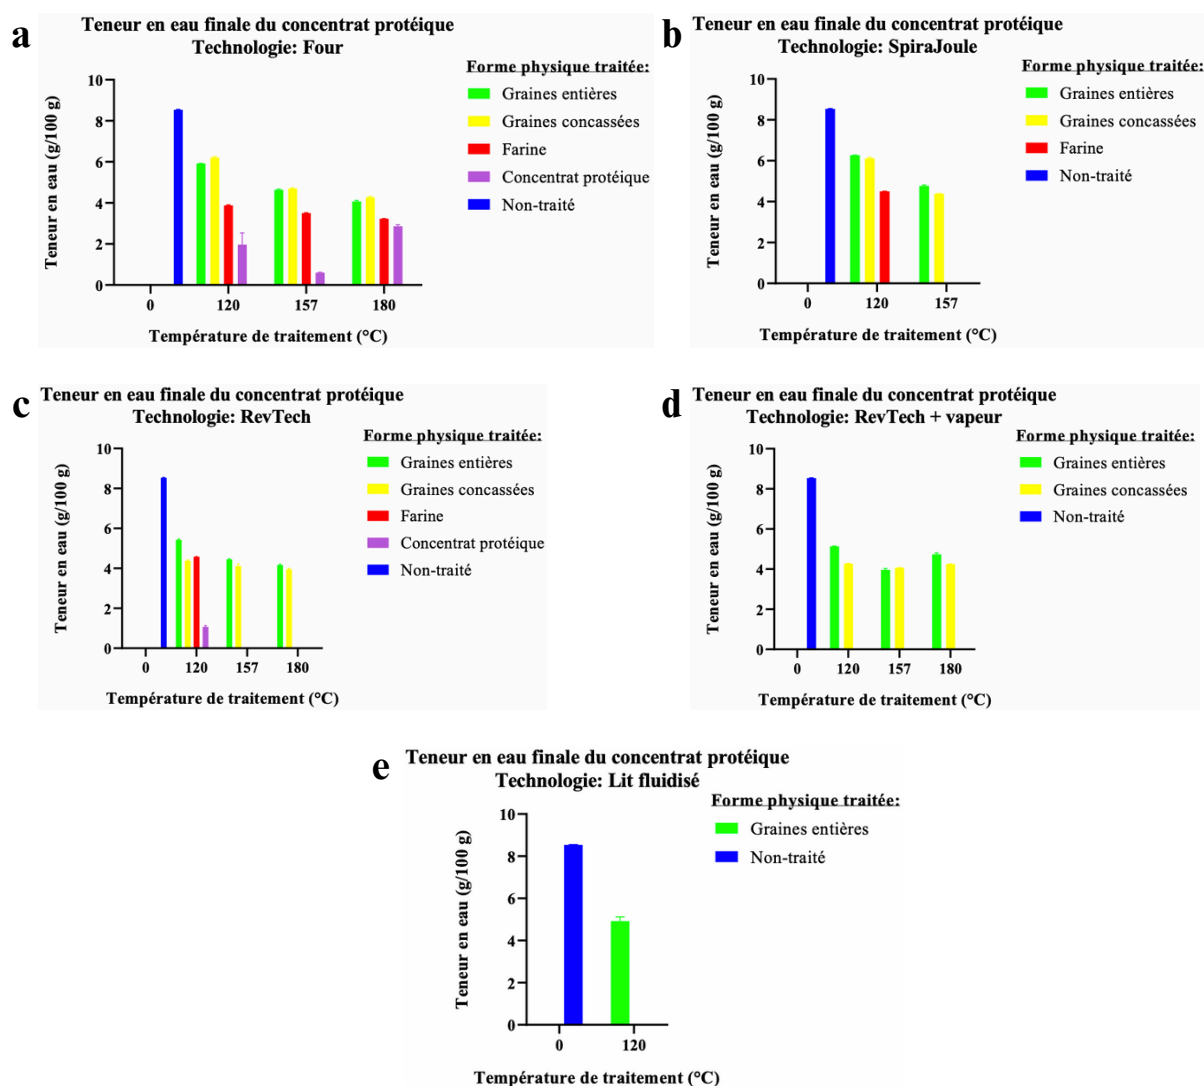 a
Teneur en eau finale du concentrat protéique
Technologie: Four
Forme physique traitée:
Graines entières
Graines concassées
Farine
Concentrat protéique
Non-traité
Teneur en eau (g/100 g)
10
8
6
4
2
0
0 120 157 180
Température de traitement (°C)
b
Teneur en eau finale du concentrat protéique
Technologie: SpiraJoule
Forme physique traitée:
Graines entières
Graines concassées
Farine
Non-traité
Teneur en eau (g/100 g)
10
8
6
4
2
0
0 120 157
Température de traitement (°C)
c
Teneur en eau finale du concentrat protéique
Technologie: RevTech
Forme physique traitée:
Graines entières
Graines concassées
Farine
Concentrat protéique
Non-traité
Teneur en eau (g/100 g)
10
8
6
4
2
0
0 120 157 180
Température de traitement (°C)
d
Teneur en eau finale du concentrat protéique
Technologie: RevTech + vapeur
Forme physique traitée:
Graines entières
Graines concassées
Non-traité
Teneur en eau (g/100 g)
10
8
6
4
2
0
0 120 157 180
Température de traitement (°C)
e
Teneur en eau finale du concentrat protéique
Technologie: Lit fluidisé
Forme physique traitée:
Graines entières
Non-traité
Teneur en eau (g/100 g)
10
8
6
4
2
0
0 120
Température de traitement (°C)